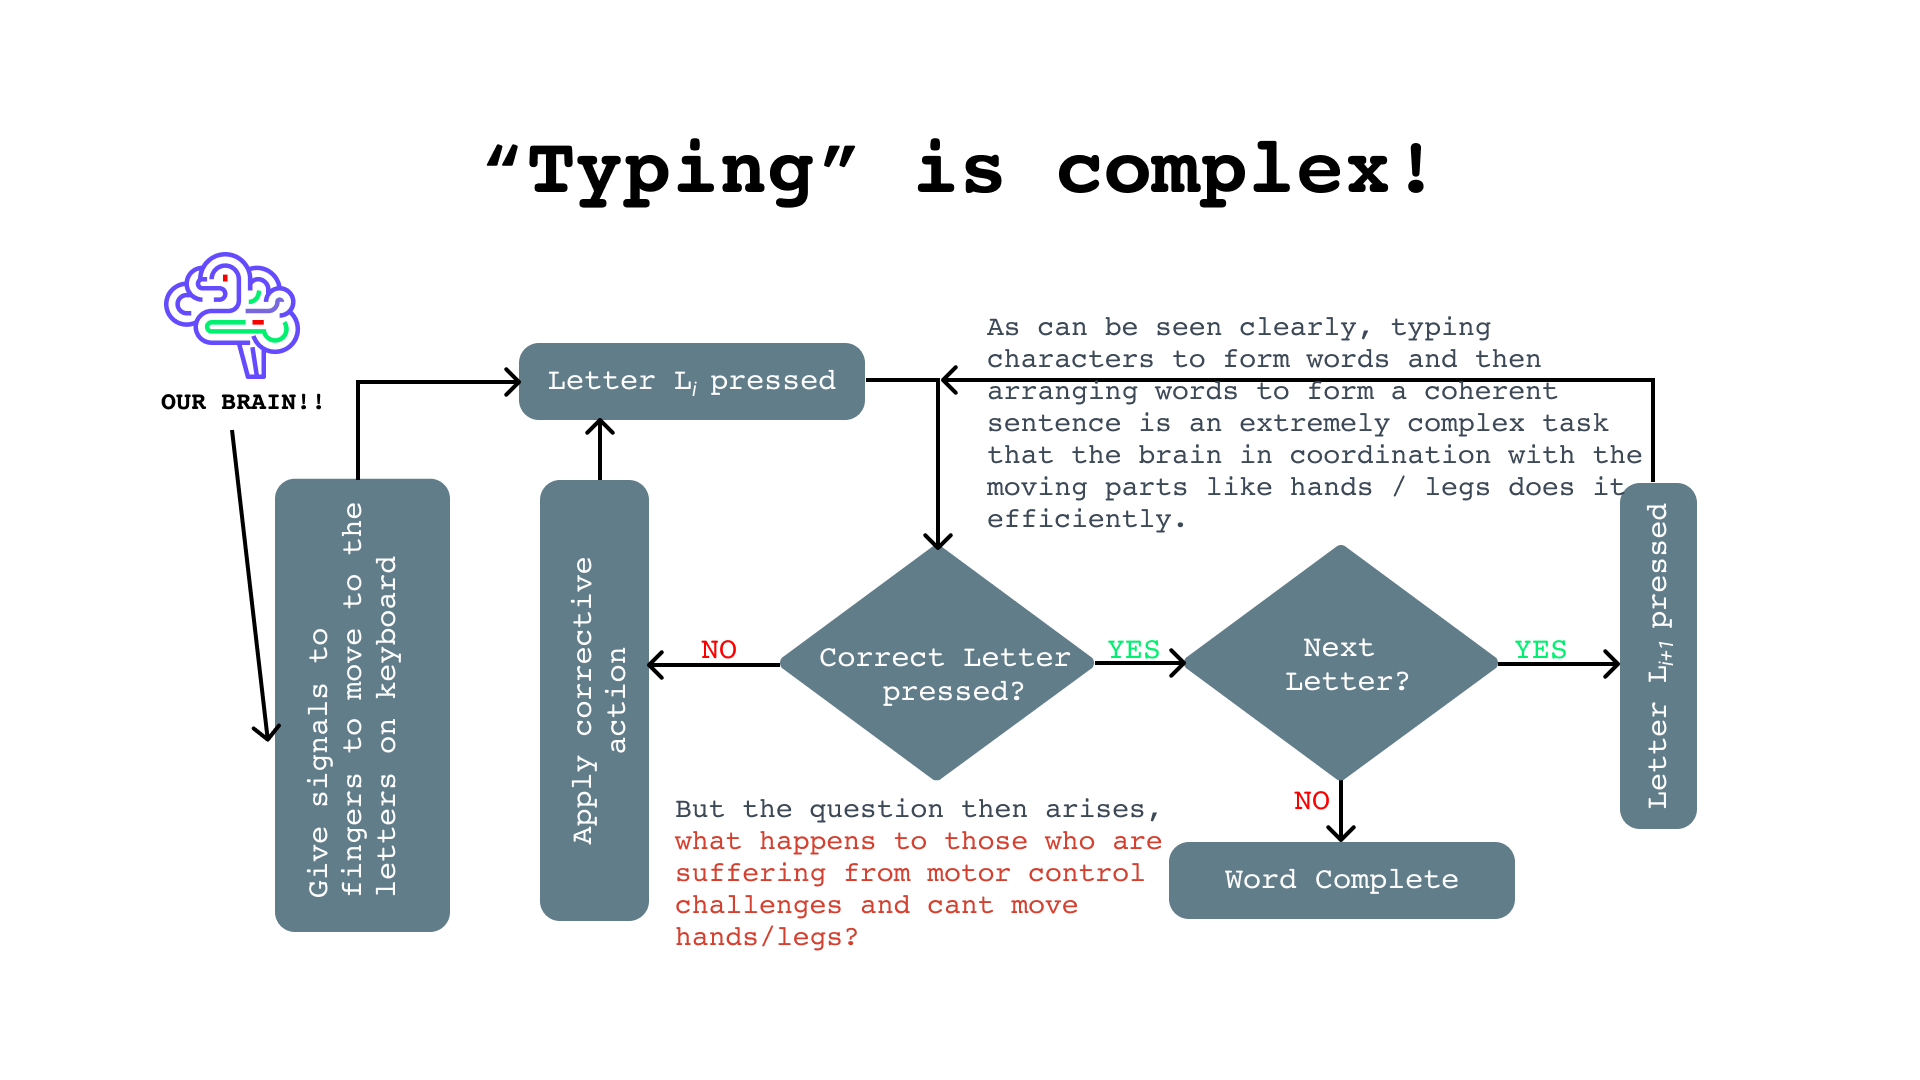 “Typing” is complex!
OUR BRAIN!!
Give signals to
fingers to move to the
letters on keyboard
Letter Li pressed
Apply corrective
action
As can be seen clearly, typing
characters to form words and then
arranging words to form a coherent
sentence is an extremely complex task
that the brain in coordination with the
moving parts like hands / legs does it
efficiently.
NO
Correct Letter
pressed?
YES
Next
Letter?
YES
Letter Li+1 pressed
NO
Word Complete
But the question then arises,
what happens to those who are
suffering from motor control
challenges and cant move
hands/legs?